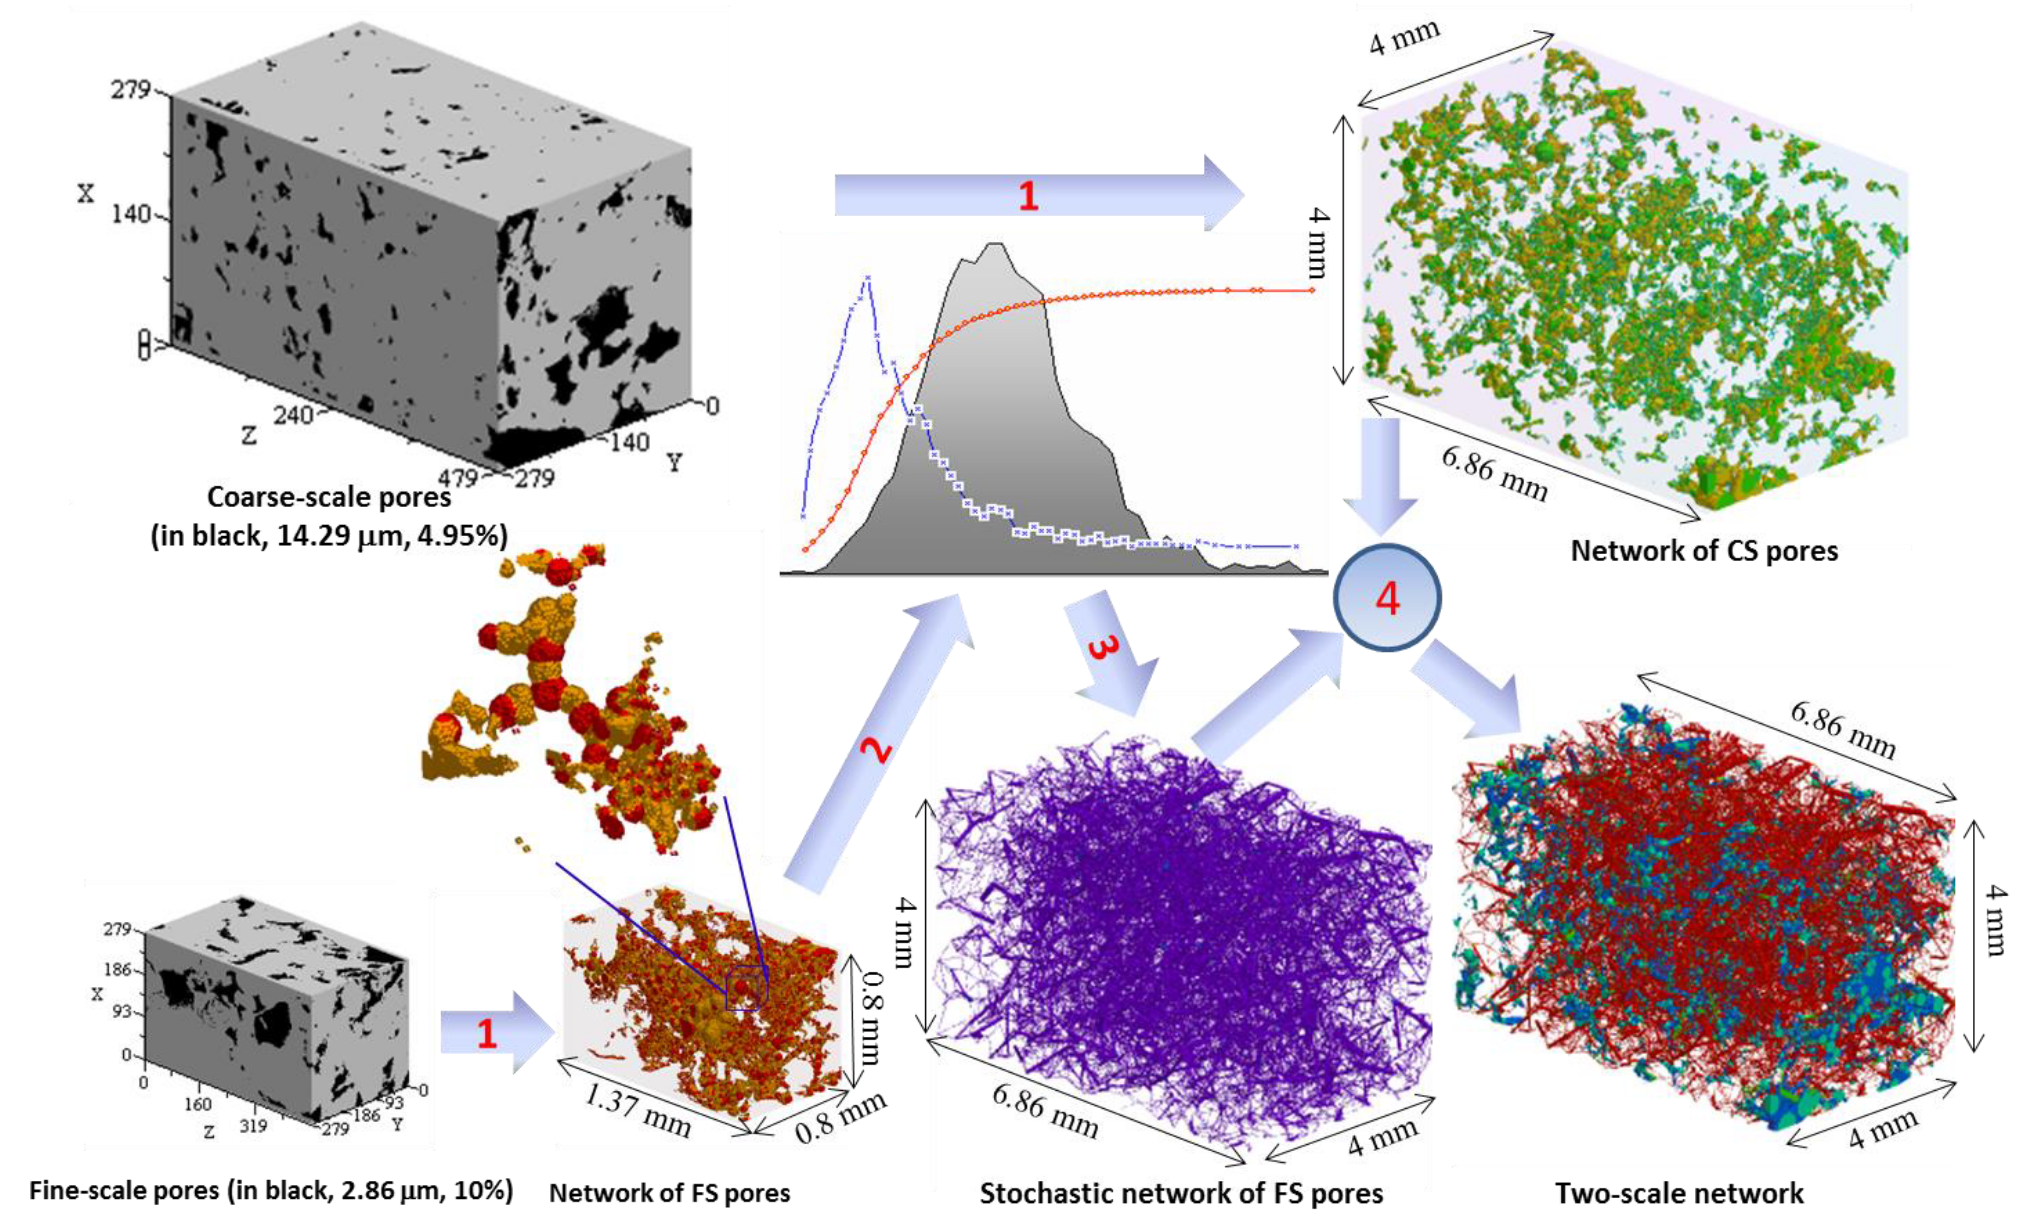 279
X
140
0
0
240
Z
479
279
140
Y
0
Coarse-scale pores
(in black, 14.29 μm, 4.95%)
1
4 mm
4 mm
6.86 mm
Network of CS pores
4
2
3
279
186
X
93
0
0
160
Z
319
279
186
93
Y
0
Fine-scale pores (in black, 2.86 μm, 10%)
1
0.8 mm
1.37 mm
0.8 mm
Network of FS pores
4 mm
6.86 mm
4 mm
Stochastic network of FS pores
6.86 mm
4 mm
4 mm
Two-scale network